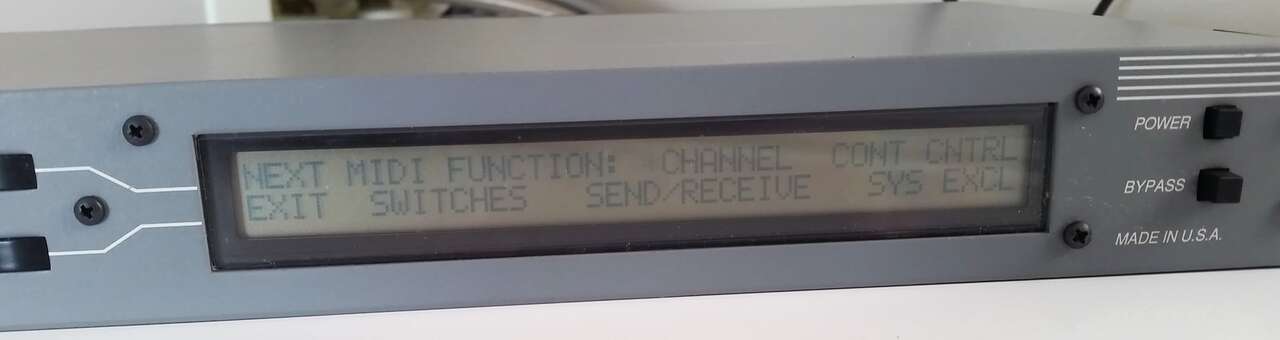 NEXT MIDI FUNCTION: *CHANNEL CONT CNTRL
EXIT SWITCHES SEND/RECEIVE SYS EXCL
POWER
BYPASS
MADE IN U.S.A.